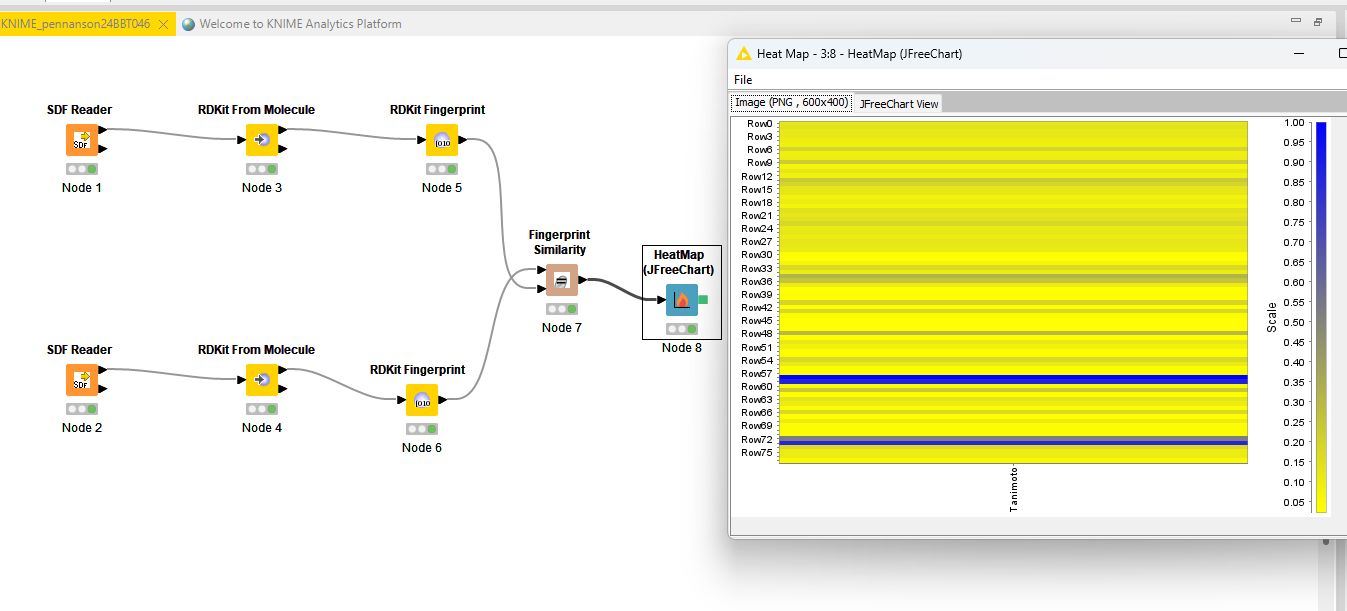 KNIME_pennanson24BBT046
Welcome to KNIME Analytics Platform
SDF Reader
SDF
Node 1
RDKit From Molecule
Node 3
RDKit Fingerprint
[010
Node 5
Fingerprint
Similarity
Node 7
HeatMap
(JFreeChart)
Node 8
SDF Reader
SDF
Node 2
RDKit From Molecule
Node 4
RDKit Fingerprint
[010
Node 6
Heat Map - 3:8 - HeatMap (JFreeChart)
File
Image (PNG , 600x400)
JFreeChart View
Row0
Row3
Row6
Row9
Row12
Row15
Row18
Row21
Row24
Row27
Row30
Row33
Row36
Row39
Row42
Row45
Row48
Row51
Row54
Row57
Row60
Row63
Row66
Row69
Row72
Row75
Tanimoto
Scale
1.00
0.95
0.90
0.85
0.80
0.75
0.70
0.65
0.60
0.55
0.50
0.45
0.40
0.35
0.30
0.25
0.20
0.15
0.10
0.05